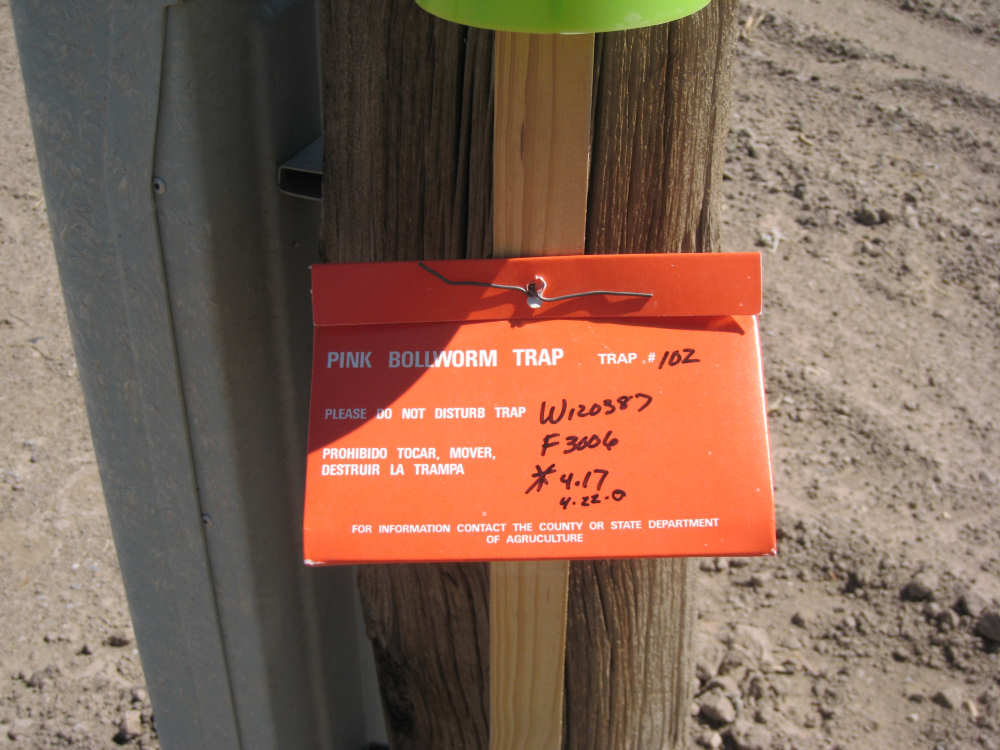 PINK BOLLWORM TRAP TRAP.# 102
PLEASE DO NOT DISTURB TRAP W120387
F3006
PROHIBIDO TOCAR, MOVER,
DESTRUIR LA TRAMPA
* 4.17
4.22.0
FOR INFORMATION CONTACT THE COUNTY OR STATE DEPARTMENT
OF AGRUCULTURE